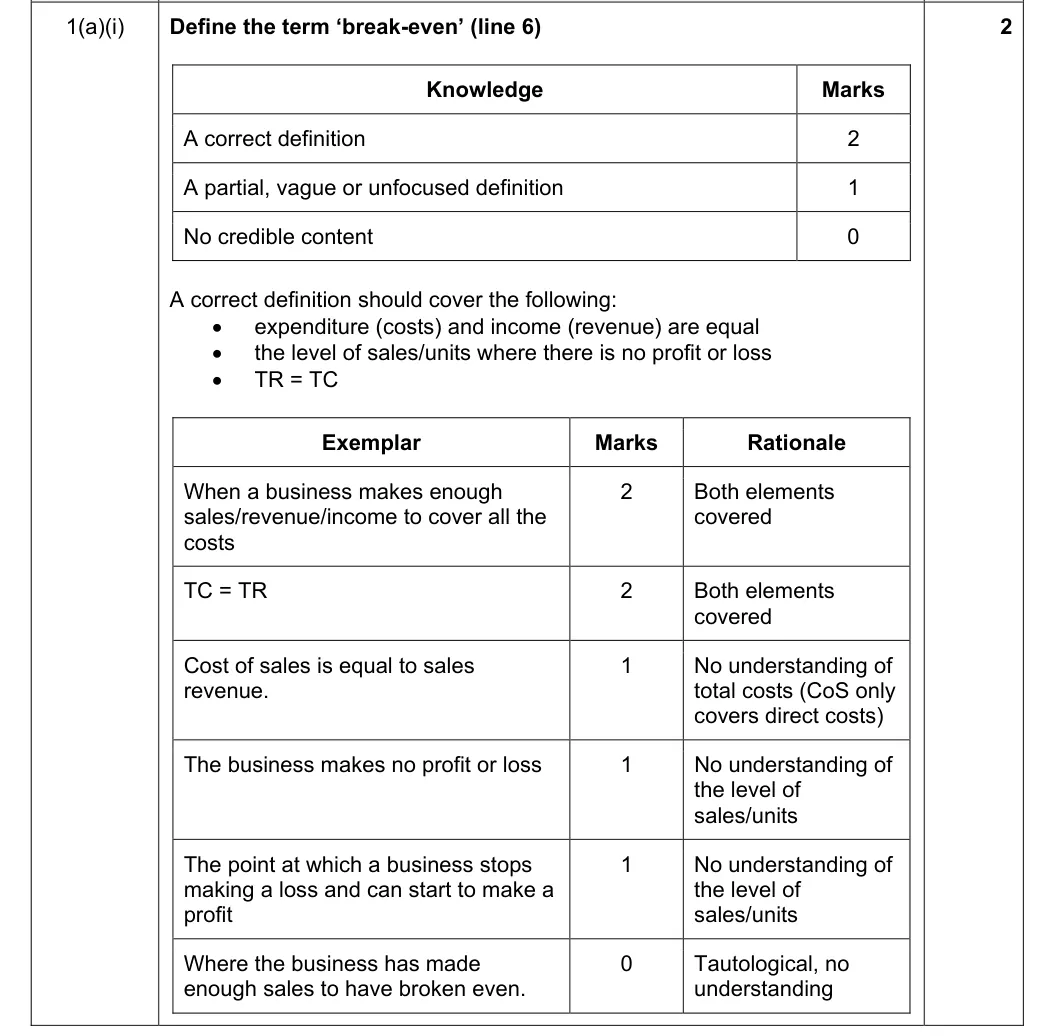 1(a)(i) Define the term ‘break-even’ (line 6) 2
Knowledge Marks
A correct definition 2
A partial, vague or unfocused definition 1
No credible content 0
A correct definition should cover the following:
• expenditure (costs) and income (revenue) are equal
• the level of sales/units where there is no profit or loss
• TR = TC
Exemplar Marks Rationale
When a business makes enough 2 Both elements
sales/revenue/income to cover all the covered
costs
TC = TR 2 Both elements
covered
Cost of sales is equal to sales 1 No understanding of
revenue. total costs (CoS only
covers direct costs)
The business makes no profit or loss 1 No understanding of
the level of
sales/units
The point at which a business stops 1 No understanding of
making a loss and can start to make a the level of
profit sales/units
Where the business has made 0 Tautological, no
enough sales to have broken even. understanding